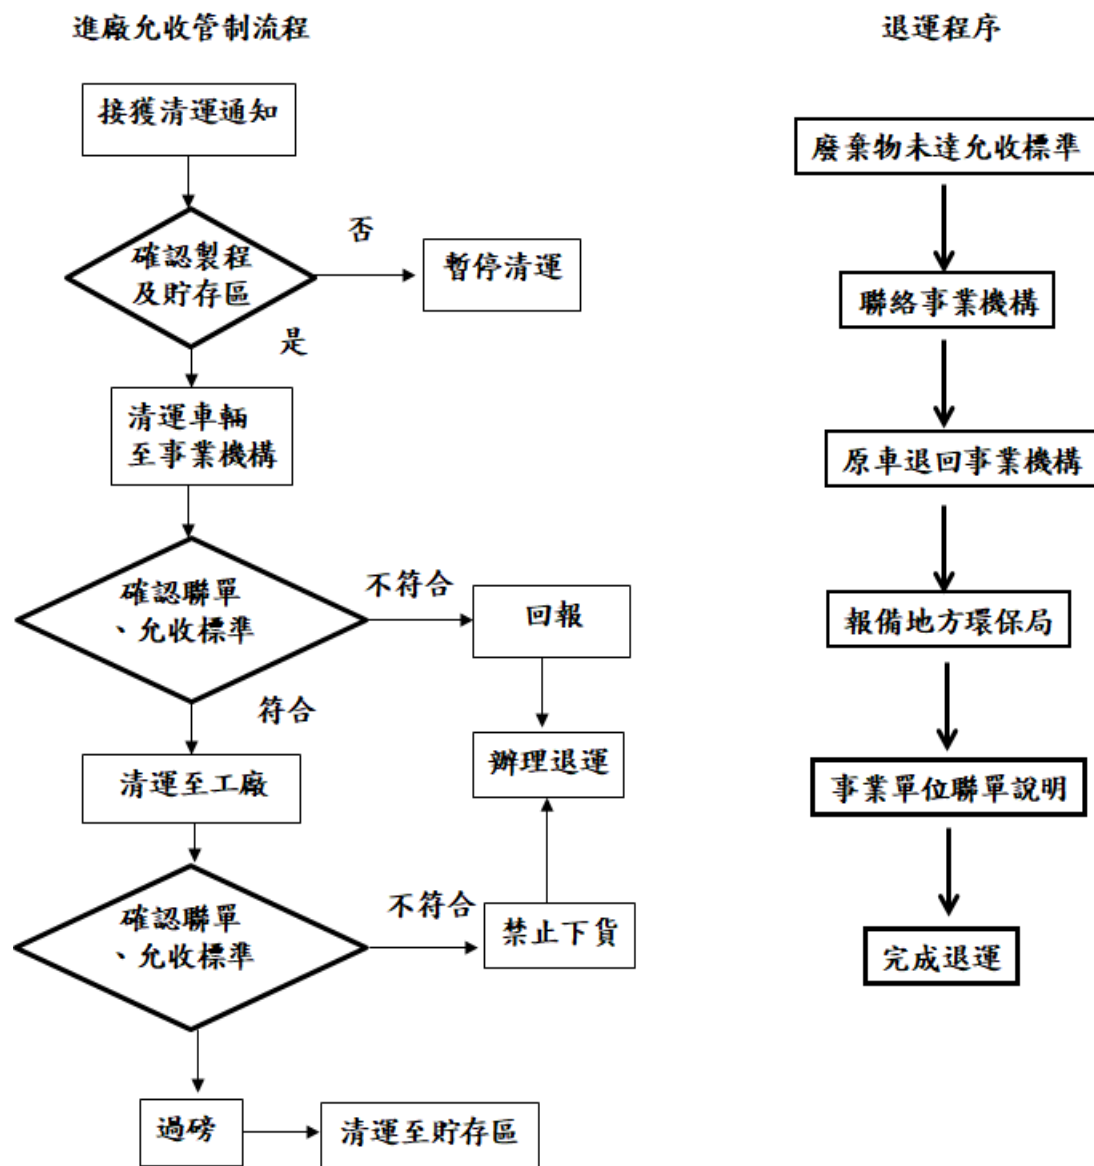 進廠允收管制流程
接獲清運通知
確認製程
及貯存區
否
暫停清運
是
清運車輛
至事業機構
確認聯單
、允收標準
不符合
回報
符合
辦理退運
清運至工廠
確認聯單
、允收標準
不符合
禁止下貨
過磅
清運至貯存區
退運程序
廢棄物未達允收標準
聯絡事業機構
原車退回事業機構
報備地方環保局
事業單位聯單說明
完成退運